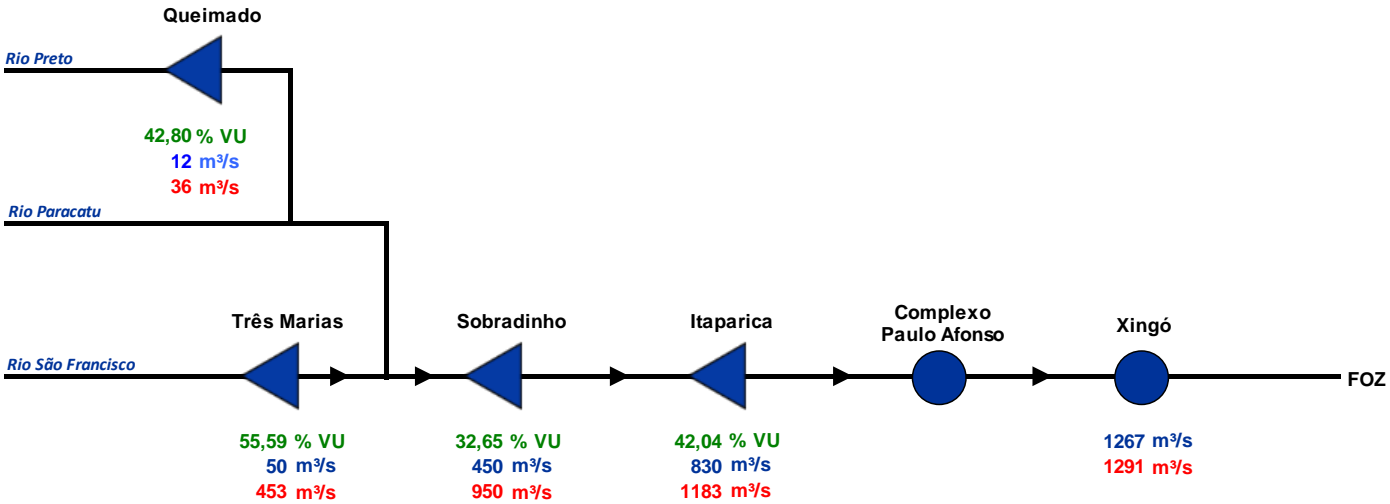 Queimado
Rio Preto
42,80 % VU
12 m³/s
36 m³/s
Rio Paracatu
Três Marias
Sobradinho
Itaparica
Complexo
Paulo Afonso
Xingó
Rio São Francisco
FOZ
55,59 % VU
50 m³/s
453 m³/s
32,65 % VU
450 m³/s
950 m³/s
42,04 % VU
830 m³/s
1183 m³/s
1267 m³/s
1291 m³/s